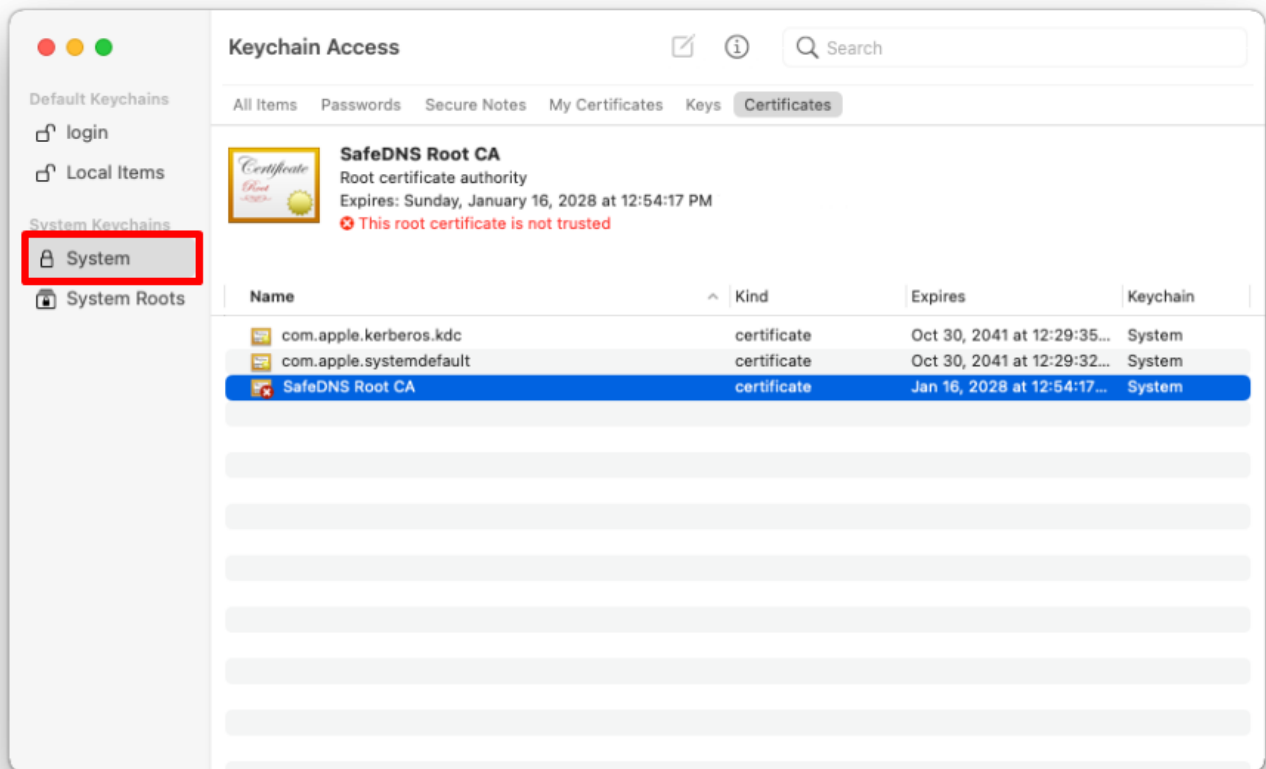 Keychain Access
Search
Default Keychains
login
Local Items
System Keychains
System
System Roots
All Items Passwords Secure Notes My Certificates Keys Certificates
Certificate
Root
SafeDNS Root CA
Root certificate authority
Expires: Sunday, January 16, 2028 at 12:54:17 PM
This root certificate is not trusted
Name Kind Expires Keychain
com.apple.kerberos.kdc certificate Oct 30, 2041 at 12:29:35... System
com.apple.systemdefault certificate Oct 30, 2041 at 12:29:32... System
SafeDNS Root CA certificate Jan 16, 2028 at 12:54:17... System